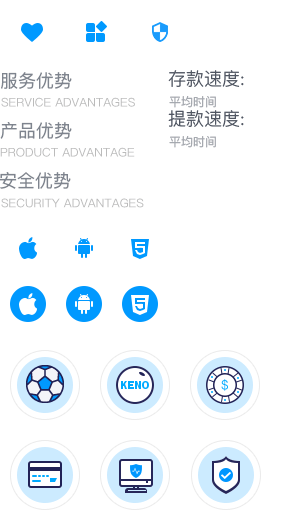 服务优势
SERVICE ADVANTAGES
存款速度:
平均时间
产品优势
PRODUCT ADVANTAGE
提款速度:
平均时间
安全优势
SECURITY ADVANTAGES
KENO
$